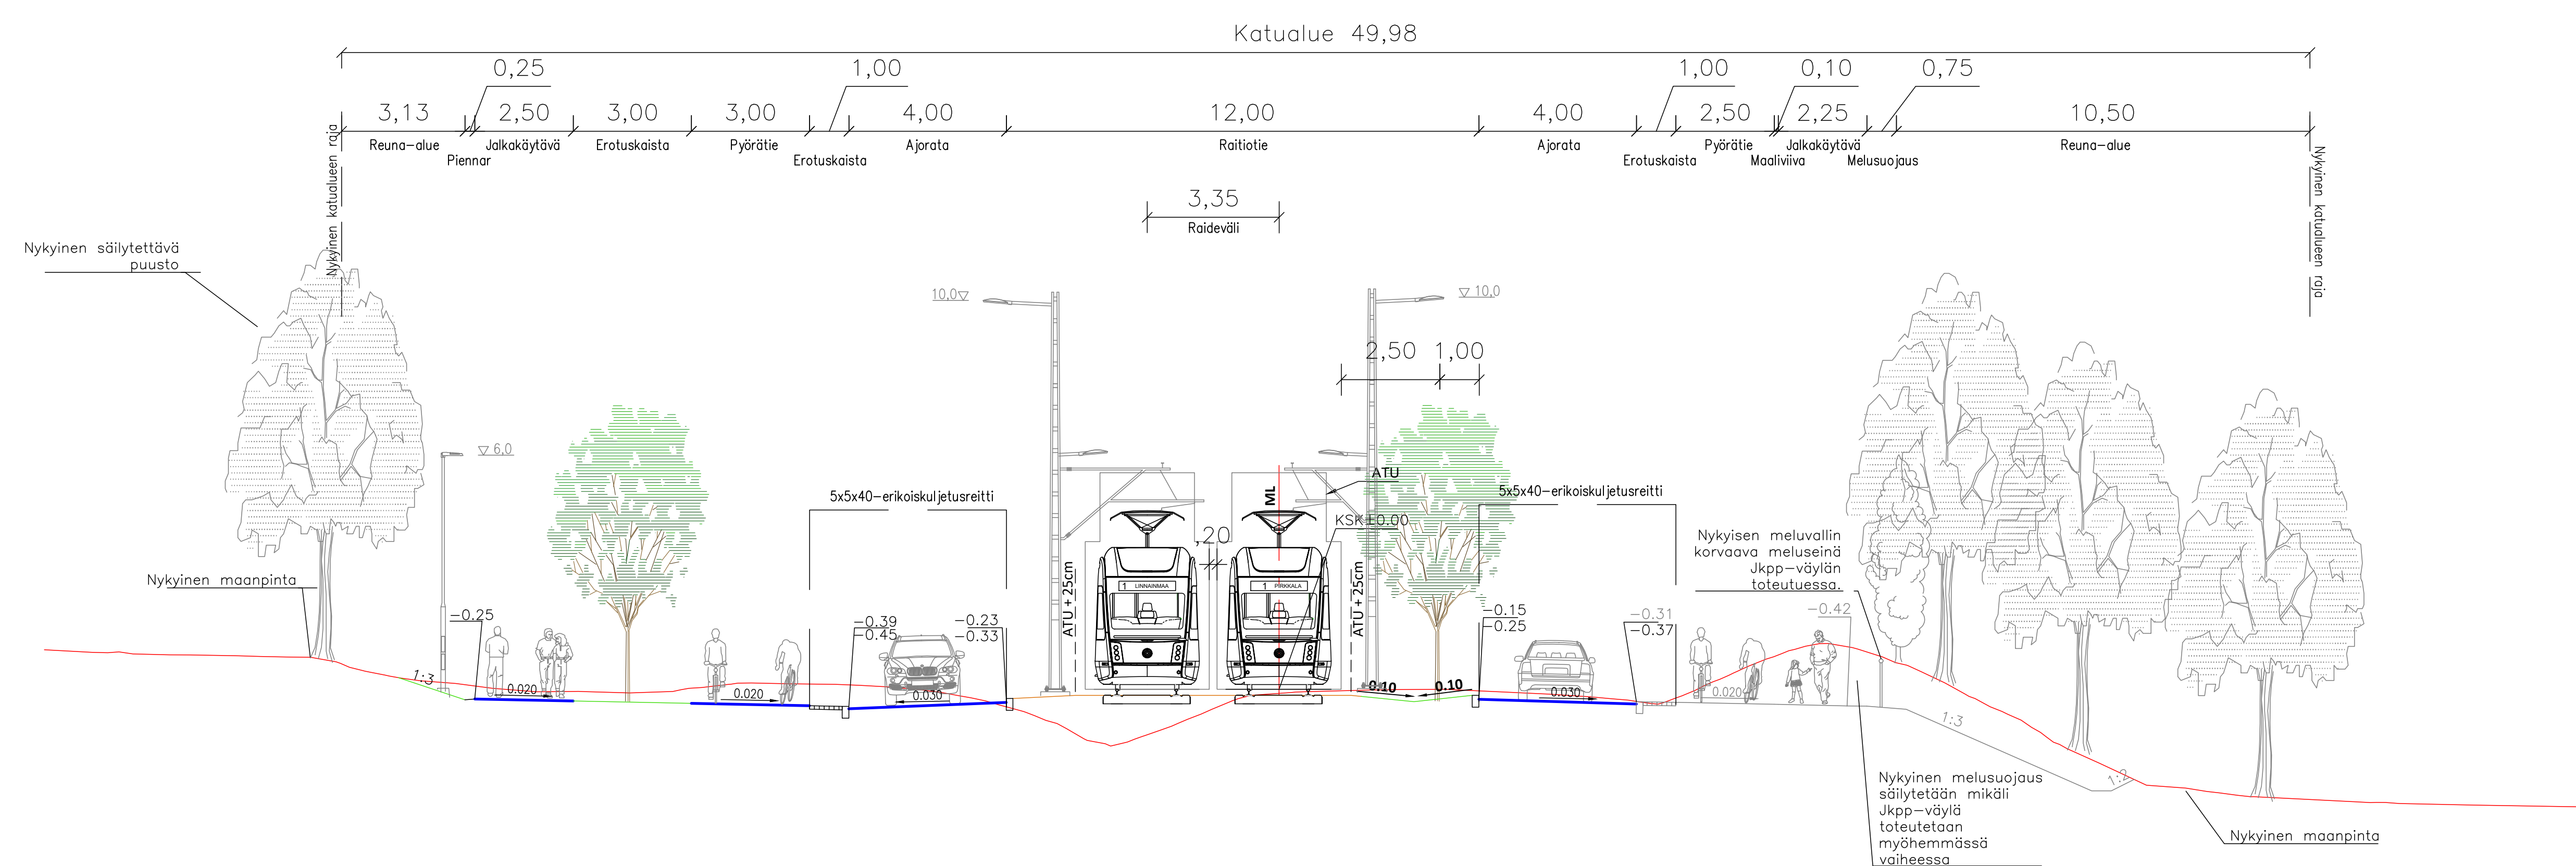 Katualue 49,98
0,25
1,00
1,00
0,10
0,75
3,13
2,50
3,00
3,00
4,00
12,00
4,00
2,50
2,25
10,50
Reuna-alue
Piennar
Jalkakäytävä
Erotuskaista
Pyörätie
Erotuskaista
Ajorata
Raitiotie
Ajorata
Erotuskaista
Pyörätie
Maaliviiva
Jalkakäytävä
Melusuojaus
Reuna-alue
Nykyinen katualueen raja
Nykyinen katualueen raja
3,35
Raideväli
Nykyinen säilytettävä
puusto
10,0
10,0
2,50
1,00
6,0
ATU
5x5x40-erikoiskuljetusreitti
5x5x40-erikoiskuljetusreitti
ML
KSK±0.00
,20
Nykyisen meluvallin
korvaava meluseinä
Jkpp-väylän
toteutuessa.
Nykyinen maanpinta
ATU + 25cm
ATU + 25cm
1 LINNAINMAA
1 PIRKKALA
-0.25
-0.39
-0.45
-0.23
-0.33
-0.15
-0.25
-0.31
-0.37
-0.42
1:3
0.020
0.020
0.030
0.10
0.10
0.030
0.020
1:3
1:2
Nykyinen melusuojaus
säilytetään mikäli
Jkpp-väylä
toteutetaan
myöhemmässä
vaiheessa
Nykyinen maanpinta